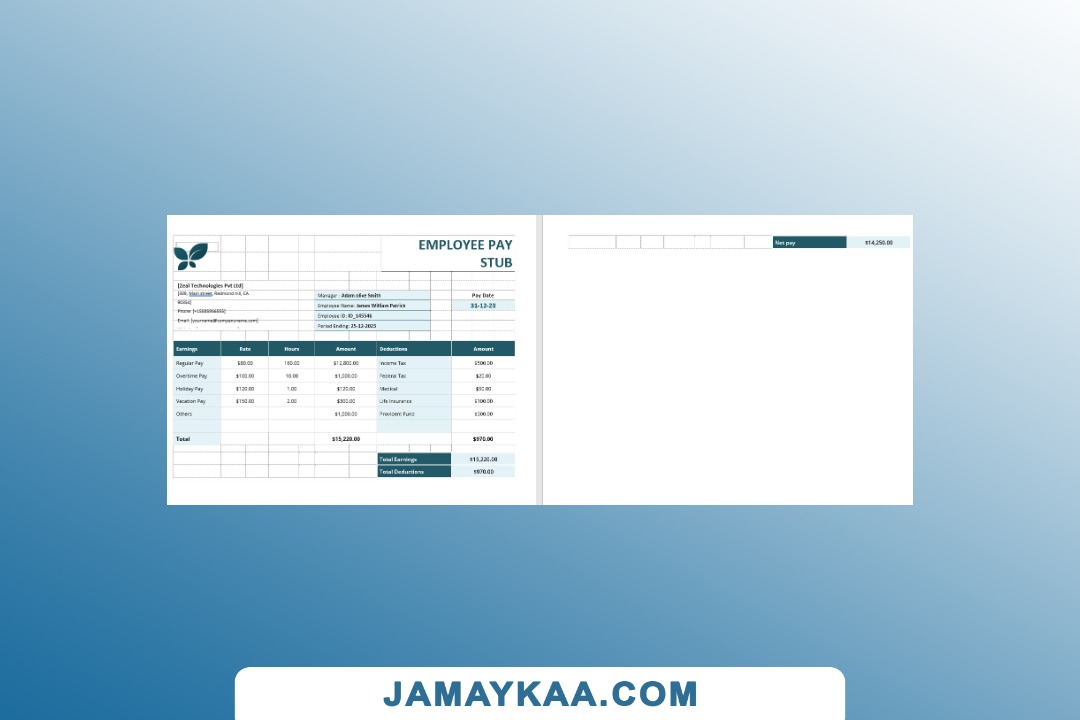 EMPLOYEE PAY
STUB
[Zeal Technologies Pvt Ltd]
Main street, Redmond Hill, CA
Phone:
Email: [yourname@companyname.com]
Manager : Adam clive Smith
Employee Name: James William Patrick
Employee ID: ID_145546
Period Ending: 25-12-2023
Pay Date
31-12-23
Earnings Rate Hours Amount Deductions Amount
Regular Pay $80.00 160.00 $12,800.00 Income Tax $500.00
Overtime Pay $100.00 10.00 $1,000.00 Federal Tax $20.00
Holiday Pay $120.00 1.00 $120.00 Medical $50.00
Vacation Pay $150.00 2.00 $300.00 Life Insurance $100.00
Others $1,000.00 Provident Fund $300.00
Total $15,220.00 $970.00
Total Earnings $15,220.00
Total Deductions $970.00
Net pay $14,250.00
JAMAYKAA.COM